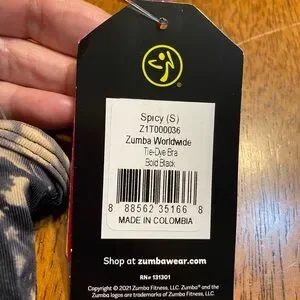 Spicy (S)
Z1T000036
Zumba Worldwide
Tie-Dye Bra
Bold Black
8 88562 35166 8
MADE IN COLOMBIA
Shop at zumbawear.com
RN# 131301
Copyright © 2021 Zumba Fitness, LLC. Zumba® and the
Zumba logos are trademarks of Zumba Fitness, LLC.